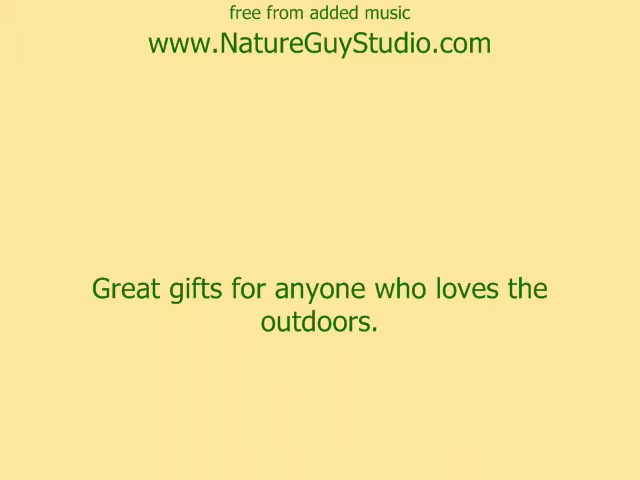 free from added music
www.NatureGuyStudio.com
Great gifts for anyone who loves the
outdoors.